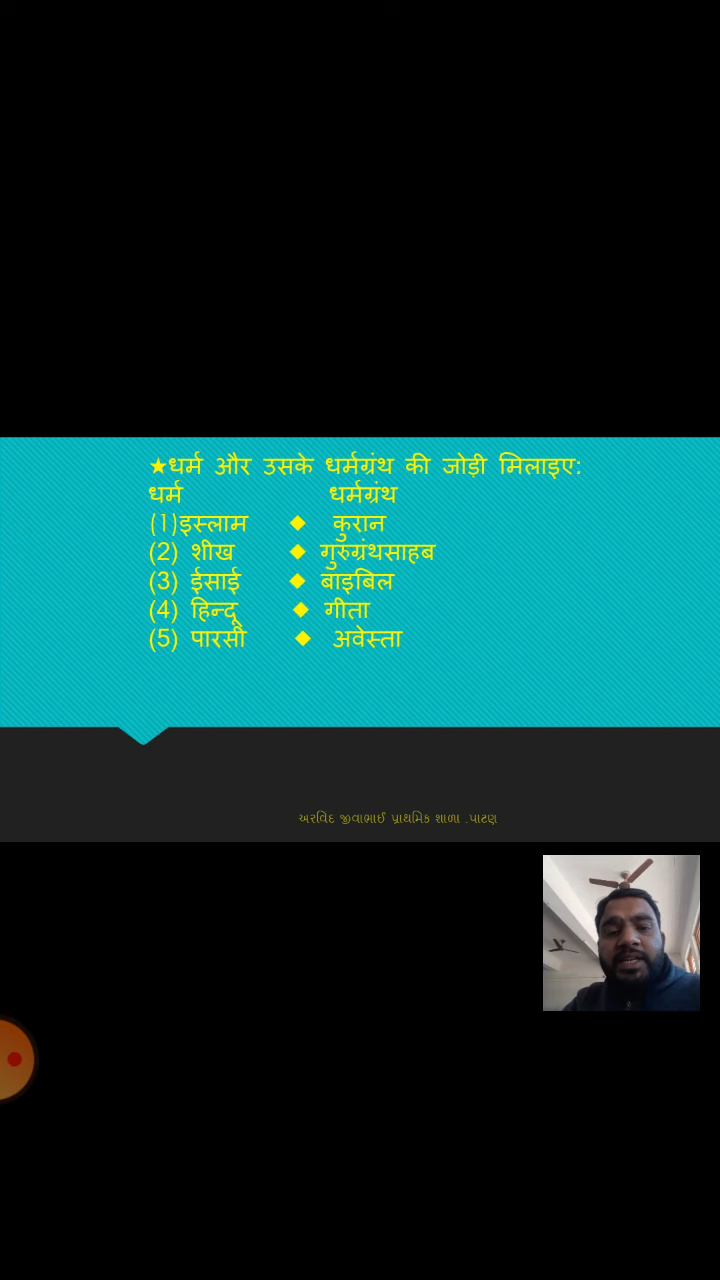 ★धर्म और उसके धर्मग्रंथ की जोड़ी मिलाइए:
धर्म धर्मग्रंथ
(1)इस्लाम ◆ कुरान
(2) शीख ◆ गुरुग्रंथसाहब
(3) ईसाई ◆ बाइबिल
(4) हिन्दू ◆ गीता
(5) पारसी ◆ अवेस्ता
અરવિંદ જીવાભાઈ પ્રાથમિક શાળા .પાટણ